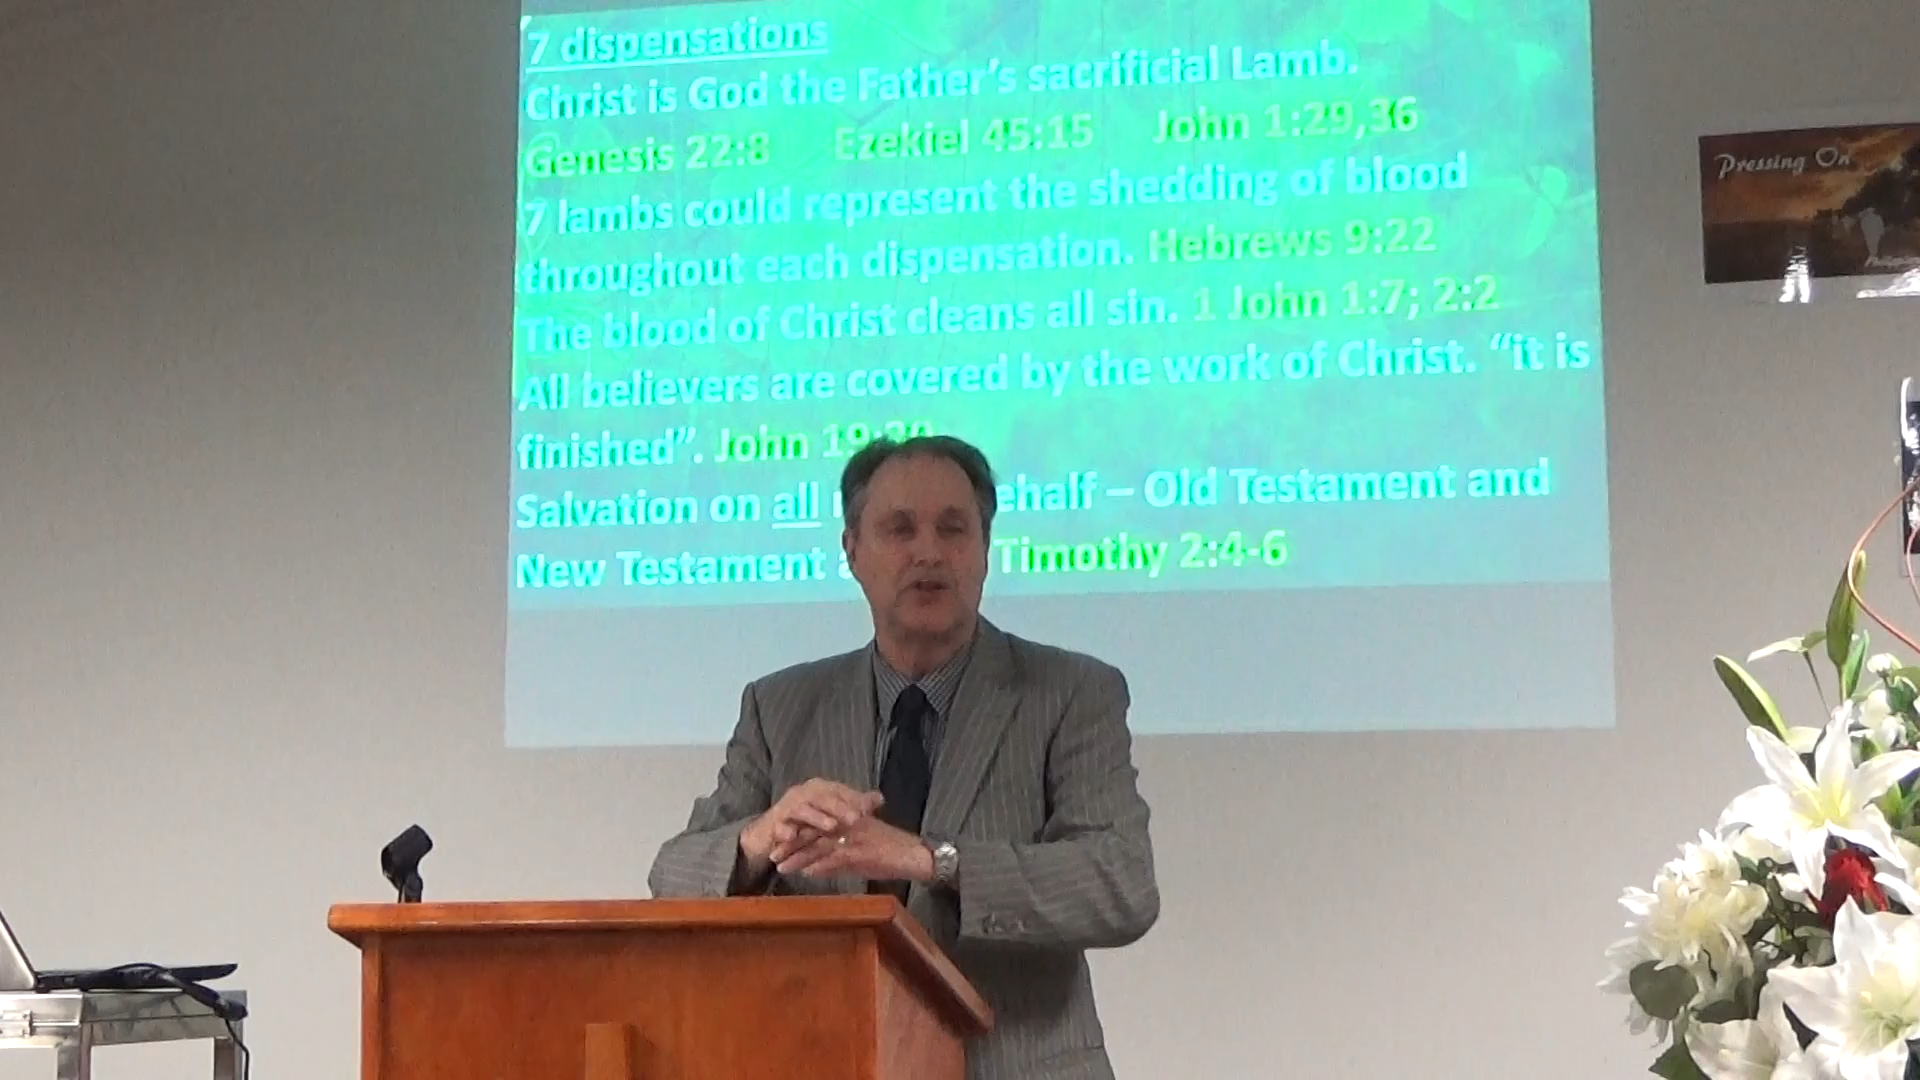 7 dispensations
Christ is God the Father's sacrificial Lamb.
Genesis 22:8 Ezekiel 45:15 John 1:29,36
7 lambs could represent the shedding of blood
throughout each dispensation. Hebrews 9:22
The blood of Christ cleans all sin. 1 John 1:7; 2:2
All believers are covered by the work of Christ. “it is
finished”. John
Salvation on all – Old Testament and
New Testament Timothy 2:4-6
Pressing On